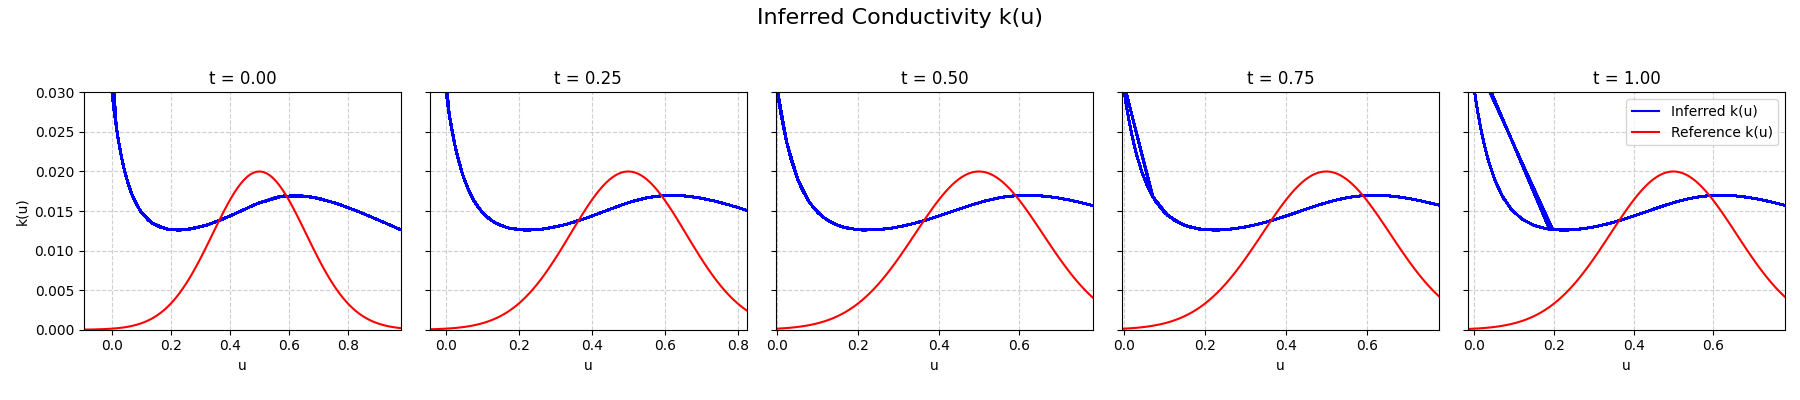 Inferred Conductivity k(u)
t = 0.00
t = 0.25
t = 0.50
t = 0.75
t = 1.00
k(u)
0.030
0.025
0.020
0.015
0.010
0.005
0.000
Inferred k(u)
Reference k(u)
0.0 0.2 0.4 0.6 0.8
0.0 0.2 0.4 0.6 0.8
0.0 0.2 0.4 0.6
0.0 0.2 0.4 0.6
0.0 0.2 0.4 0.6
u
u
u
u
u